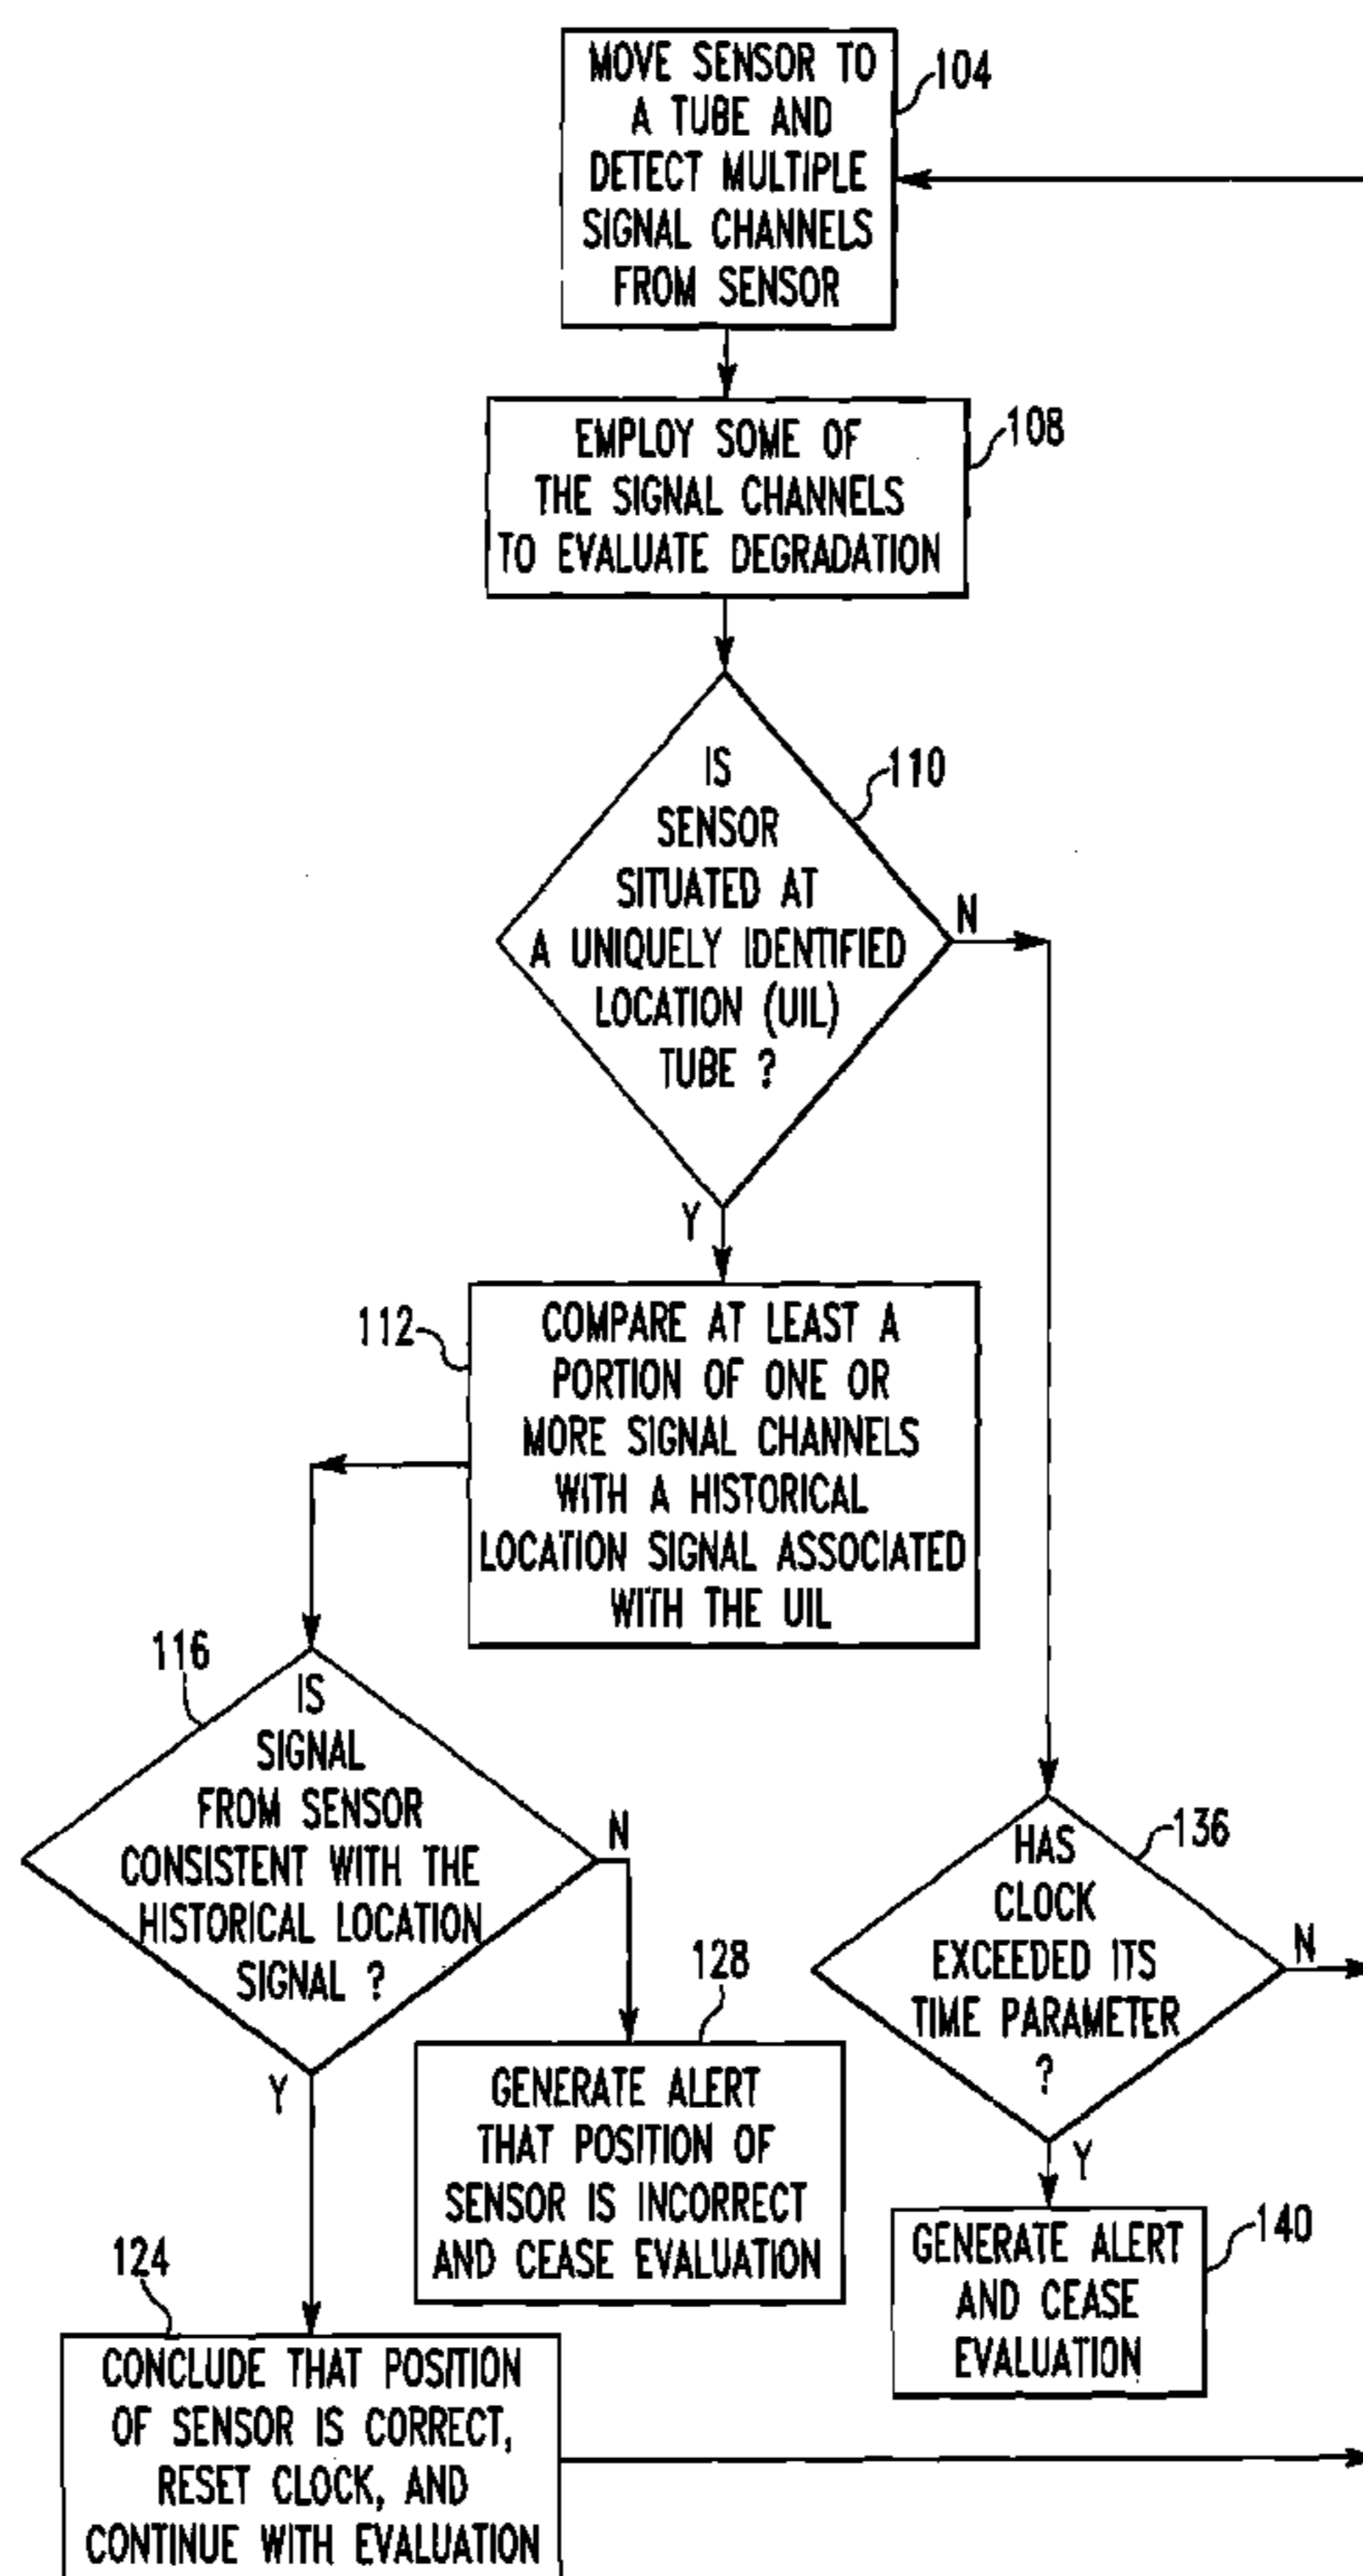 MOVE SENSOR TO
A TUBE AND
DETECT MULTIPLE
SIGNAL CHANNELS
FROM SENSOR
104
EMPLOY SOME OF
THE SIGNAL CHANNELS
TO EVALUATE DEGRADATION
108
IS
SENSOR
SITUATED AT
A UNIQUELY IDENTIFIED
LOCATION (UIL)
TUBE ?
110
N
Y
112
COMPARE AT LEAST A
PORTION OF ONE OR
MORE SIGNAL CHANNELS
WITH A HISTORICAL
LOCATION SIGNAL ASSOCIATED
WITH THE UIL
116
IS
SIGNAL
FROM SENSOR
CONSISTENT WITH THE
HISTORICAL LOCATION
SIGNAL ?
N
Y
128
GENERATE ALERT
THAT POSITION OF
SENSOR IS INCORRECT
AND CEASE EVALUATION
136
HAS
CLOCK
EXCEEDED ITS
TIME PARAMETER
?
N
Y
140
GENERATE ALERT
AND CEASE
EVALUATION
124
CONCLUDE THAT POSITION
OF SENSOR IS CORRECT,
RESET CLOCK, AND
CONTINUE WITH EVALUATION